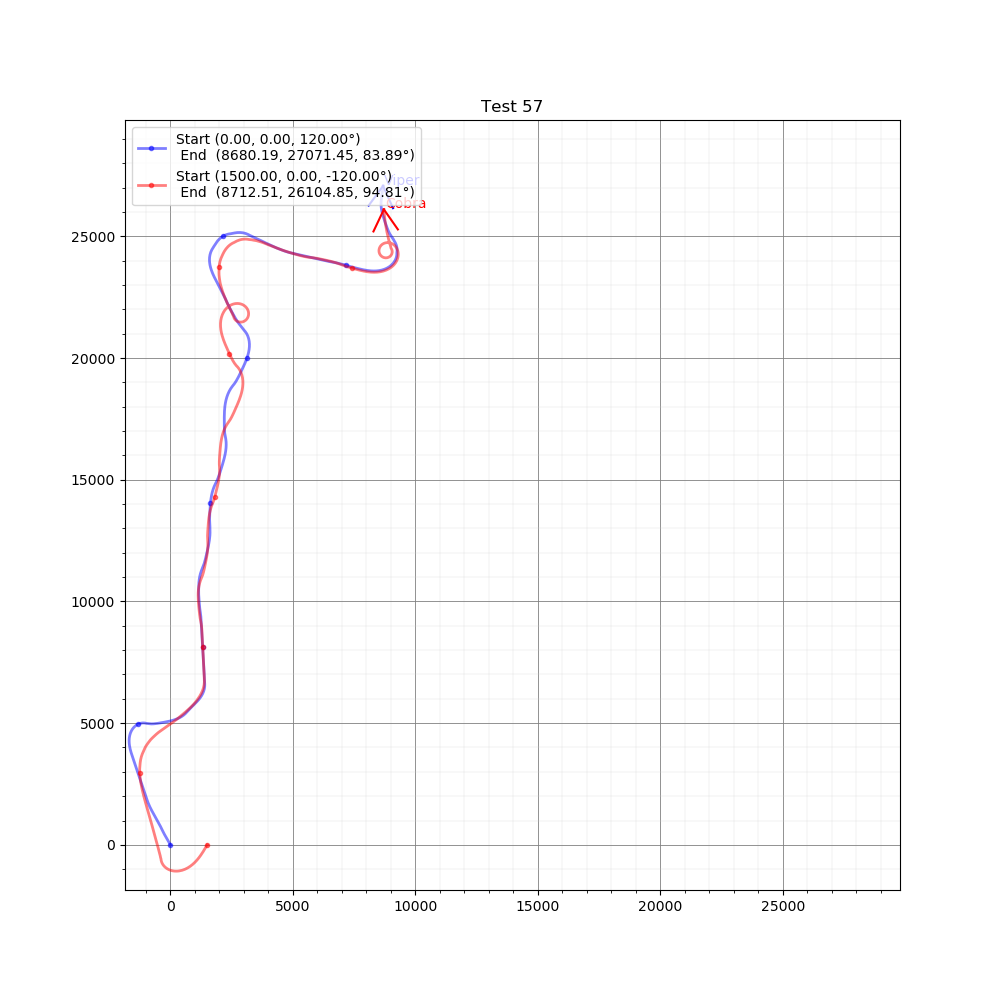 Test 57
Start (0.00, 0.00, 120.00°)
End (8680.19, 27071.45, 83.89°)
Start (1500.00, 0.00, -120.00°)
End (8712.51, 26104.85, 94.81°)
Viper
Cobra
25000
20000
15000
10000
5000
0
0
5000
10000
15000
20000
25000